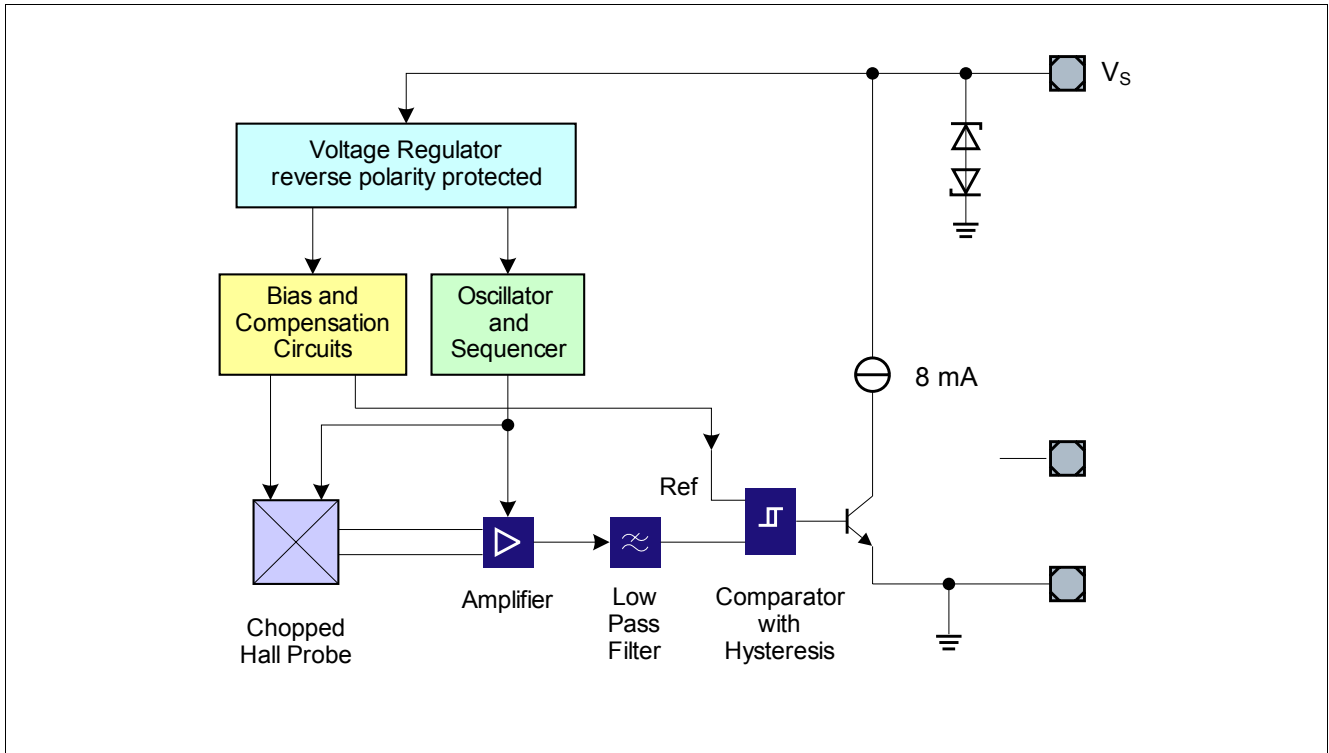 V_S
Voltage Regulator
reverse polarity protected
Bias and
Compensation
Circuits
Oscillator
and
Sequencer
8 mA
Ref
Amplifier
Low
Pass
Filter
Comparator
with
Hysteresis
Chopped
Hall Probe